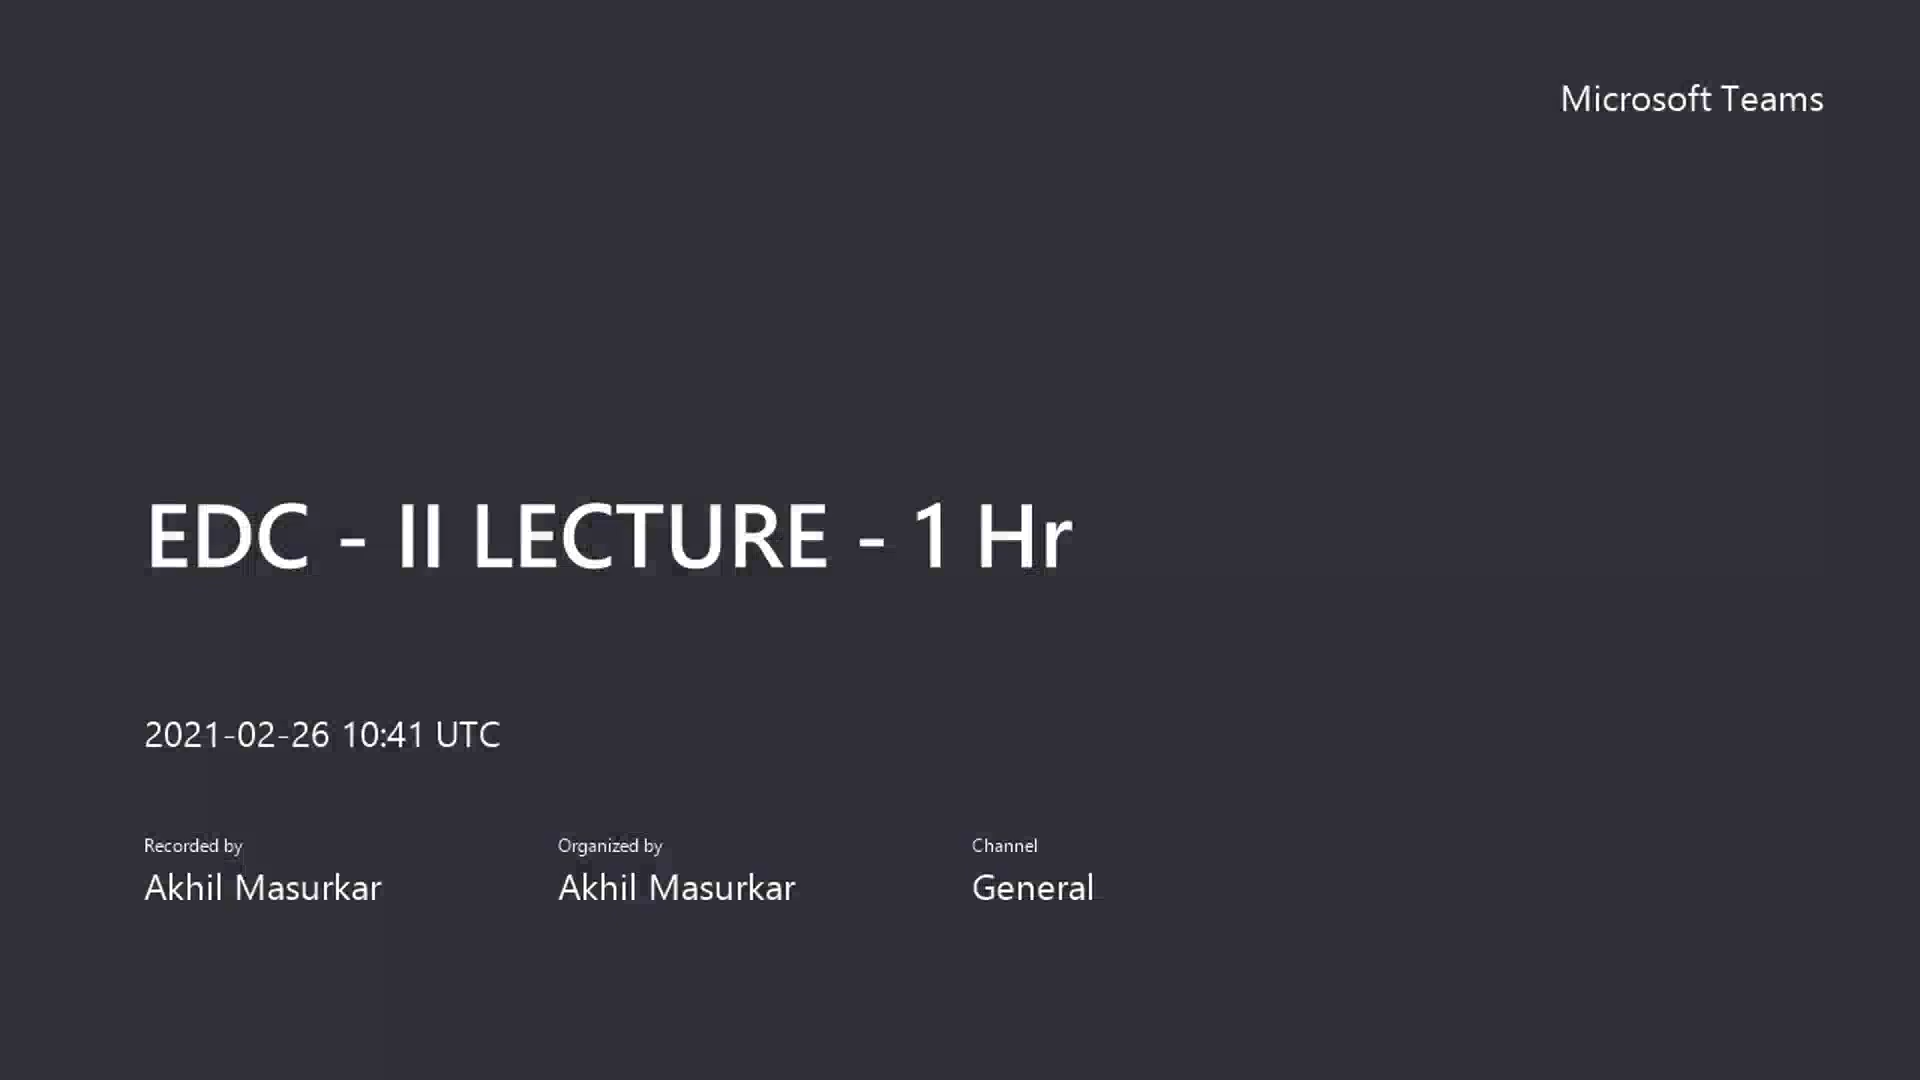 Microsoft Teams
EDC - II LECTURE - 1 Hr
2021-02-26 10:41 UTC
Recorded by
Akhil Masurkar
Organized by
Akhil Masurkar
Channel
General